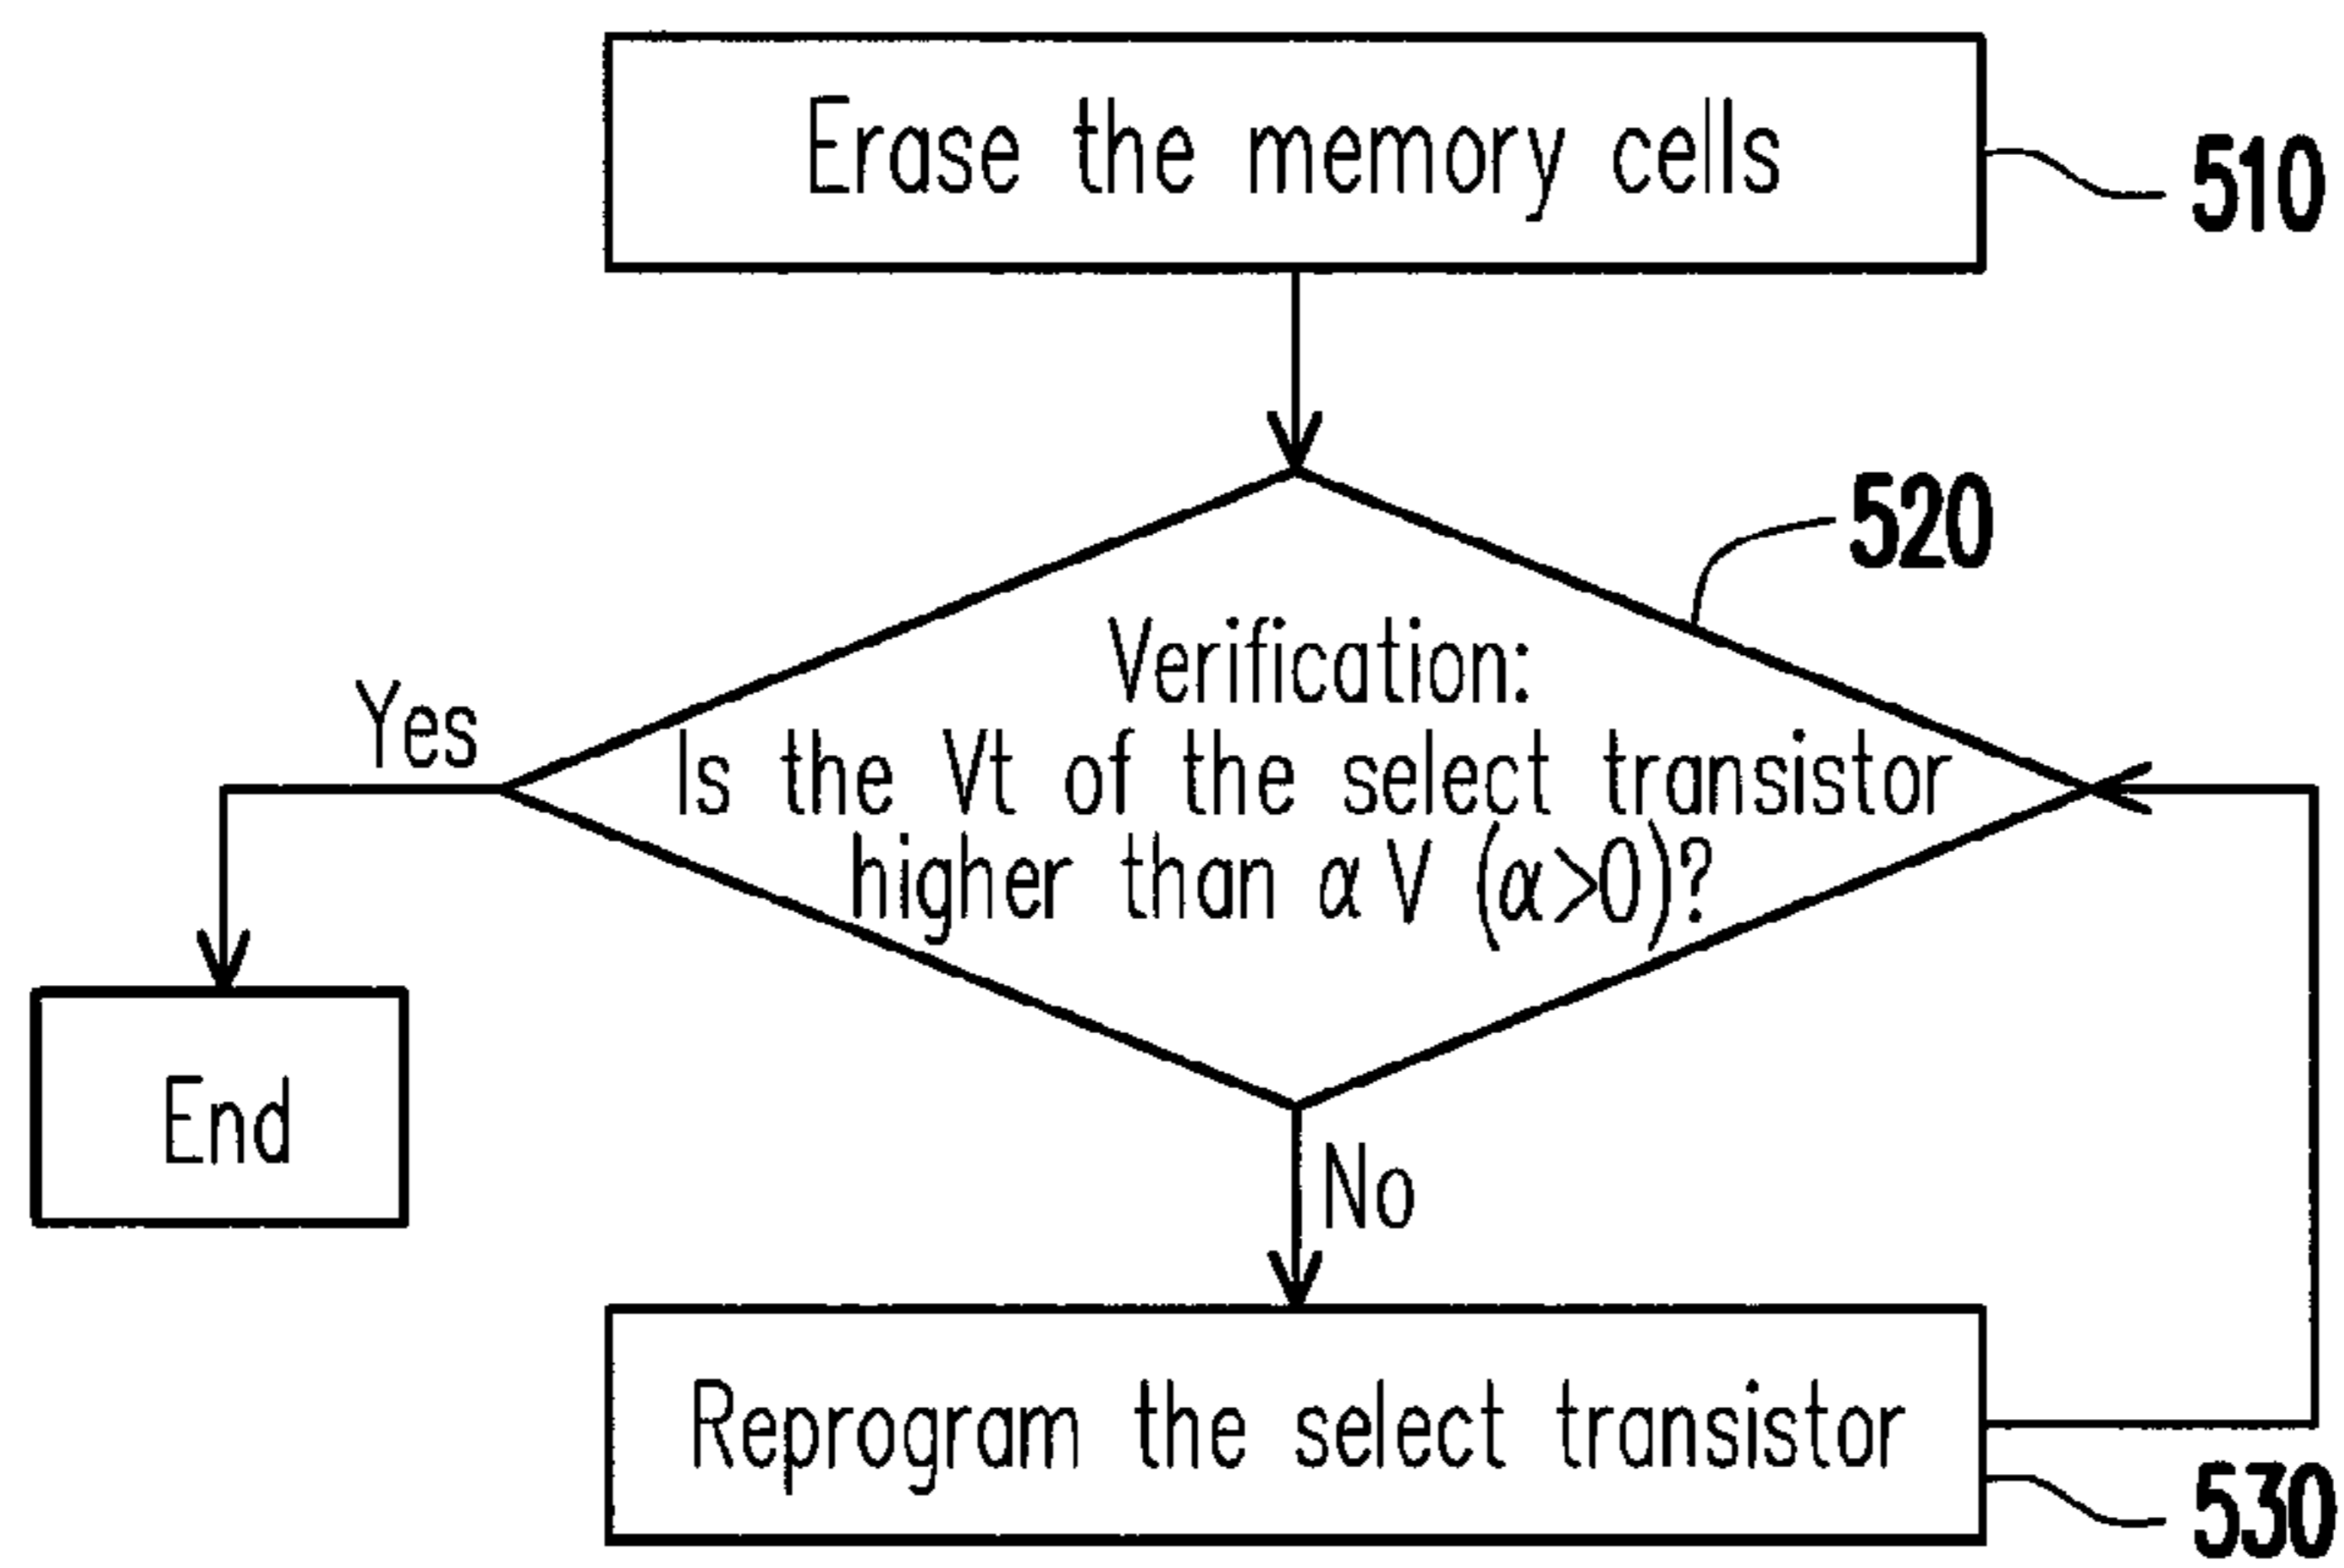 Erase the memory cells
510
520
Verification:
Is the Vt of the select transistor
higher than α V (α>0)?
Yes
End
No
Reprogram the select transistor
530